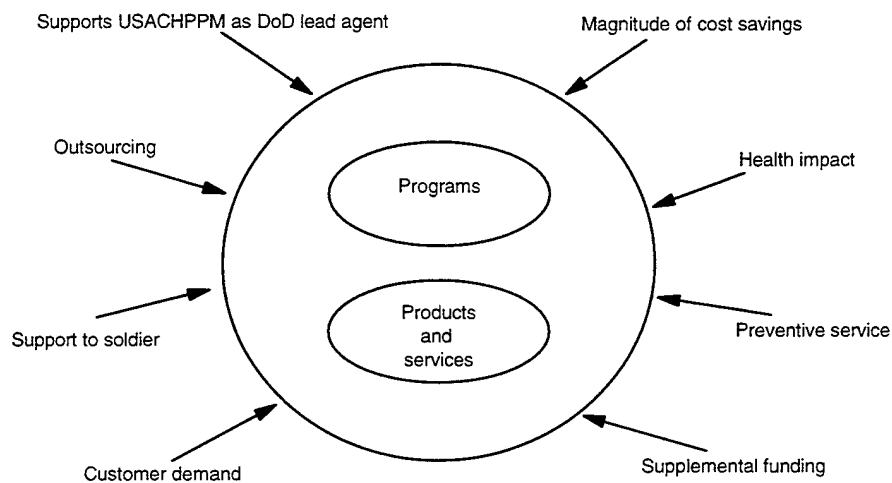 Supports USACHPPM as DoD lead agent
Magnitude of cost savings
Outsourcing
Health impact
Programs
Products
and
services
Support to soldier
Preventive service
Customer demand
Supplemental funding